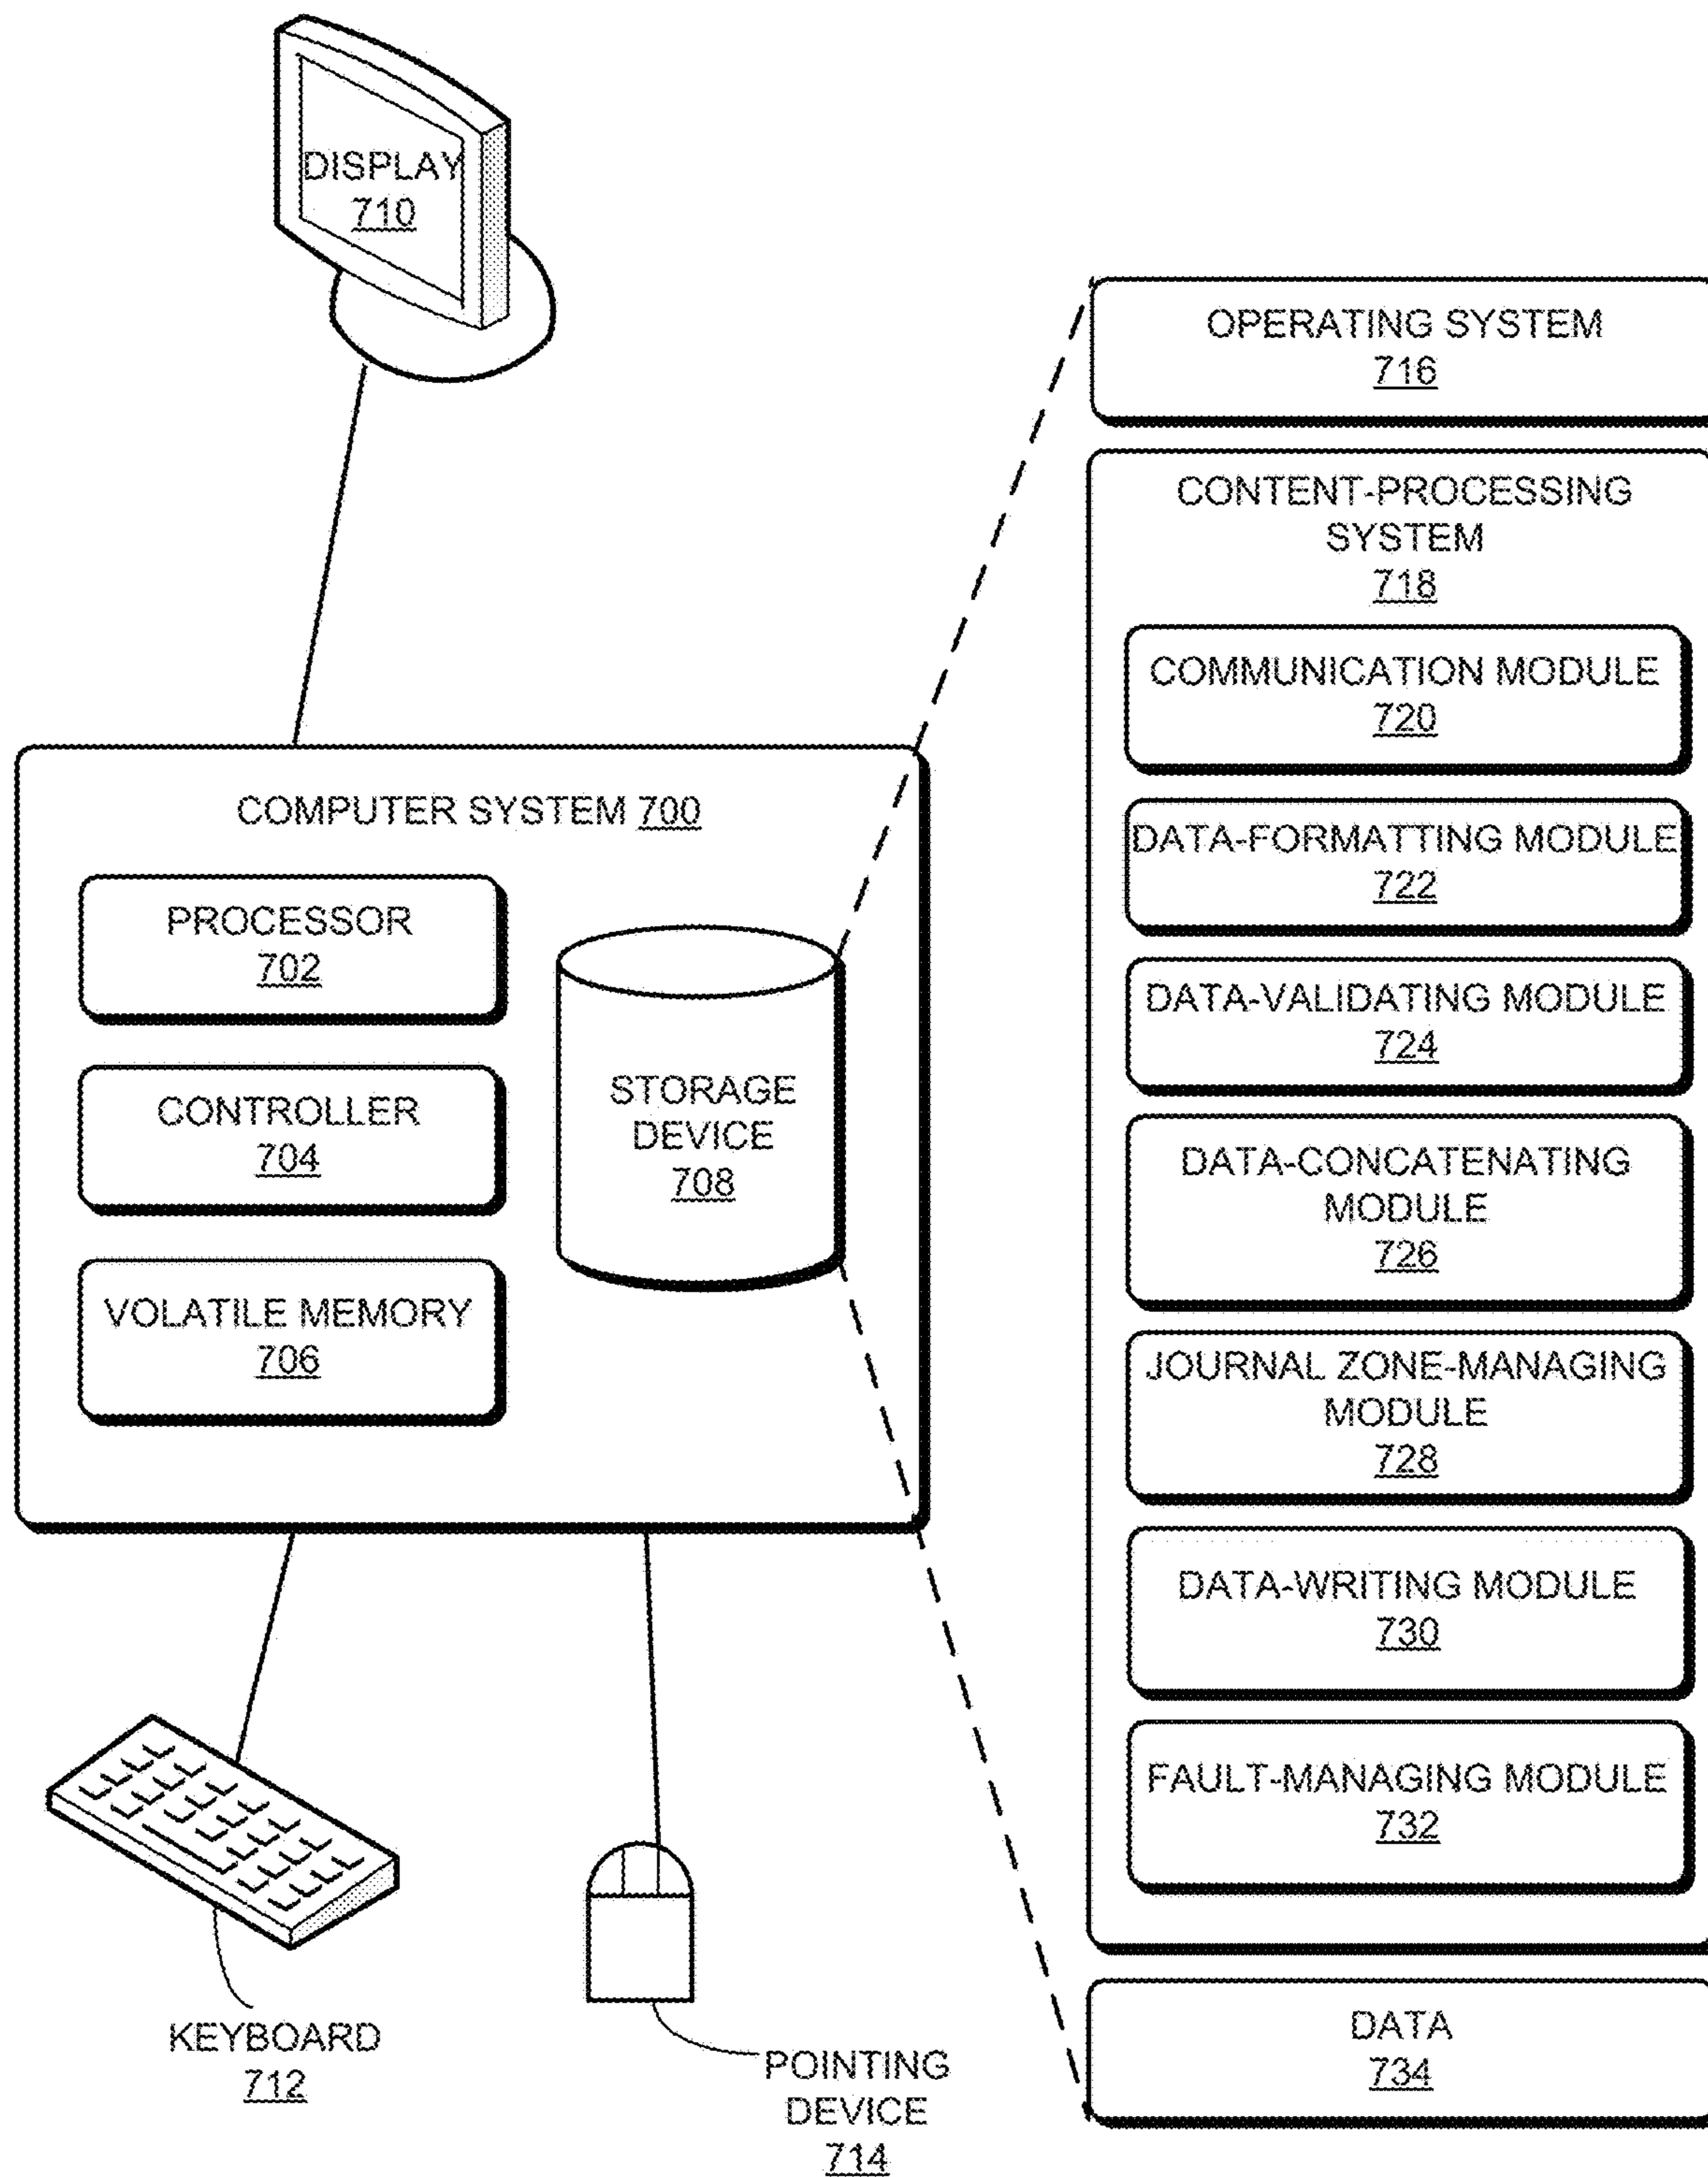 DISPLAY
710
COMPUTER SYSTEM 700
PROCESSOR
702
CONTROLLER
704
VOLATILE MEMORY
706
STORAGE
DEVICE
708
KEYBOARD
712
POINTING
DEVICE
714
OPERATING SYSTEM
716
CONTENT-PROCESSING
SYSTEM
718
COMMUNICATION MODULE
720
DATA-FORMATTING MODULE
722
DATA-VALIDATING MODULE
724
DATA-CONCATENATING
MODULE
726
JOURNAL ZONE-MANAGING
MODULE
728
DATA-WRITING MODULE
730
FAULT-MANAGING MODULE
732
DATA
734